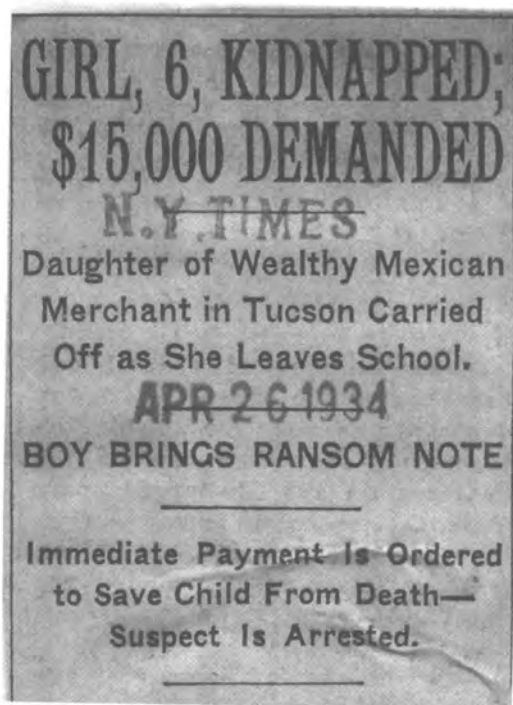 GIRL, 6, KIDNAPPED;
$15,000 DEMANDED
N.Y. TIMES
Daughter of Wealthy Mexican
Merchant in Tucson Carried
Off as She Leaves School.
APR 26 1934
BOY BRINGS RANSOM NOTE
Immediate Payment Is Ordered
to Save Child From Death—
Suspect Is Arrested.